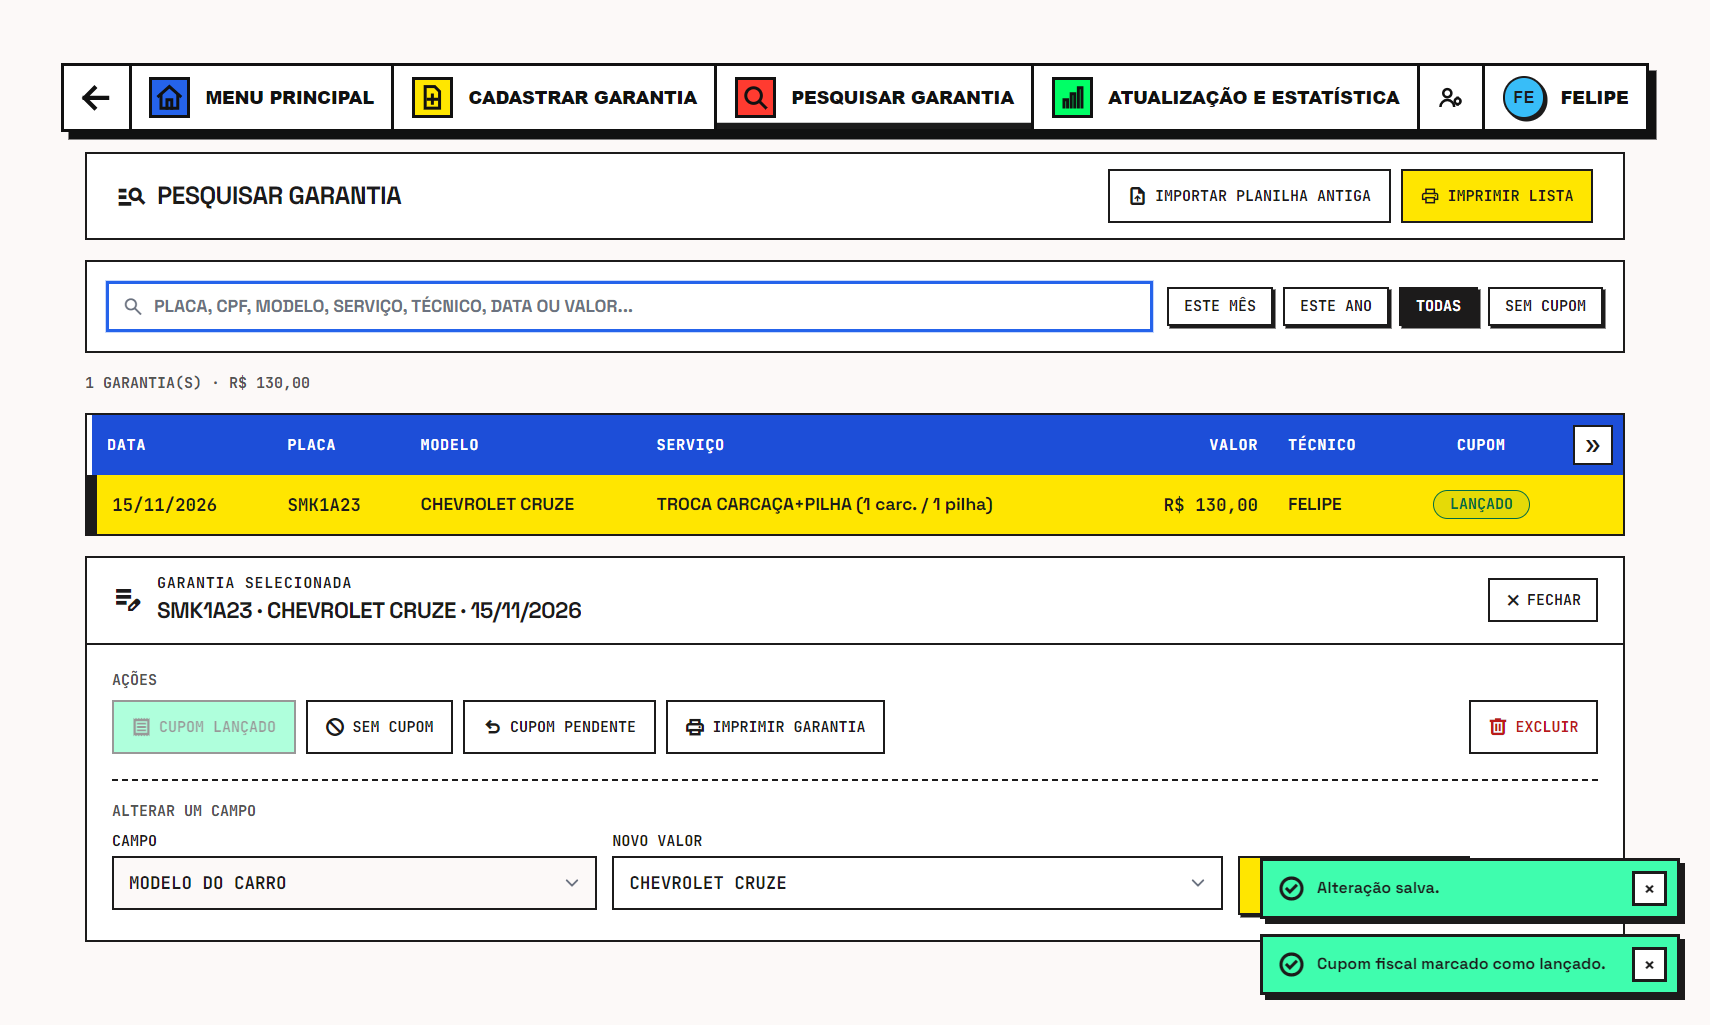 MENU PRINCIPAL CADASTRAR GARANTIA PESQUISAR GARANTIA ATUALIZAÇÃO E ESTATÍSTICA FE FELIPE
PESQUISAR GARANTIA IMPORTAR PLANILHA ANTIGA IMPRIMIR LISTA
PLACA, CPF, MODELO, SERVIÇO, TÉCNICO, DATA OU VALOR... ESTE MÊS ESTE ANO TODAS SEM CUPOM
1 GARANTIA(S) · R$ 130,00
DATA PLACA MODELO SERVIÇO VALOR TÉCNICO CUPOM »
15/11/2026 SMK1A23 CHEVROLET CRUZE TROCA CARCAÇA+PILHA (1 carc. / 1 pilha) R$ 130,00 FELIPE LANÇADO
GARANTIA SELECIONADA
SMK1A23 · CHEVROLET CRUZE · 15/11/2026 × FECHAR
AÇÕES
CUPOM LANÇADO SEM CUPOM CUPOM PENDENTE IMPRIMIR GARANTIA EXCLUIR
ALTERAR UM CAMPO
CAMPO NOVO VALOR
MODELO DO CARRO CHEVROLET CRUZE
Alteração salva. ×
Cupom fiscal marcado como lançado. ×